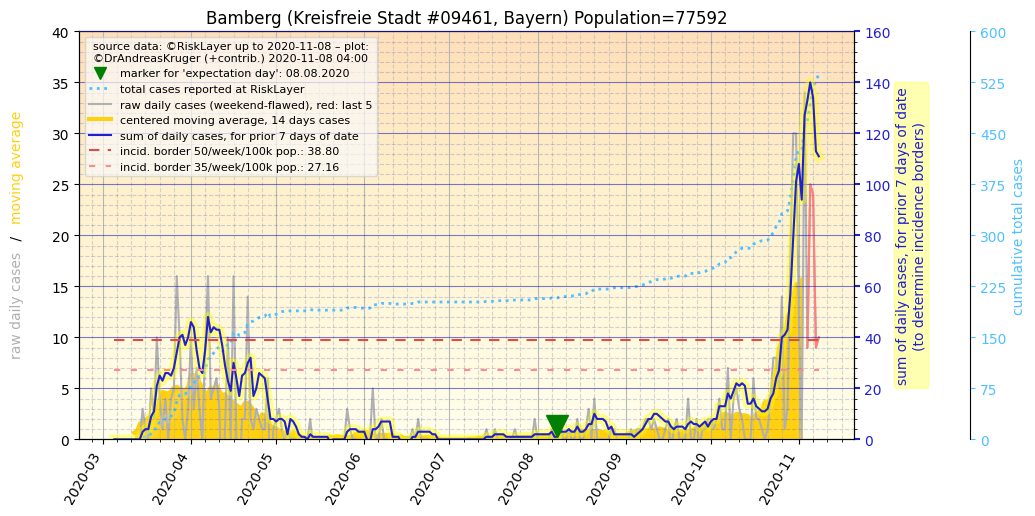 Bamberg (Kreisfreie Stadt #09461, Bayern) Population=77592
source data: ©RiskLayer up to 2020-11-08 – plot:
©DrAndreasKruger (+contrib.) 2020-11-08 04:00
marker for 'expectation day': 08.08.2020
total cases reported at RiskLayer
raw daily cases (weekend-flawed), red: last 5
centered moving average, 14 days cases
sum of daily cases, for prior 7 days of date
incid. border 50/week/100k pop.: 38.80
incid. border 35/week/100k pop.: 27.16
raw daily cases / moving average
40
35
30
25
20
15
10
5
0
160
140
120
100
80
60
40
20
0
sum of daily cases, for prior 7 days of date
(to determine incidence borders)
600
525
450
375
300
225
150
75
0
cumulative total cases
2020-03
2020-04
2020-05
2020-06
2020-07
2020-08
2020-09
2020-10
2020-11